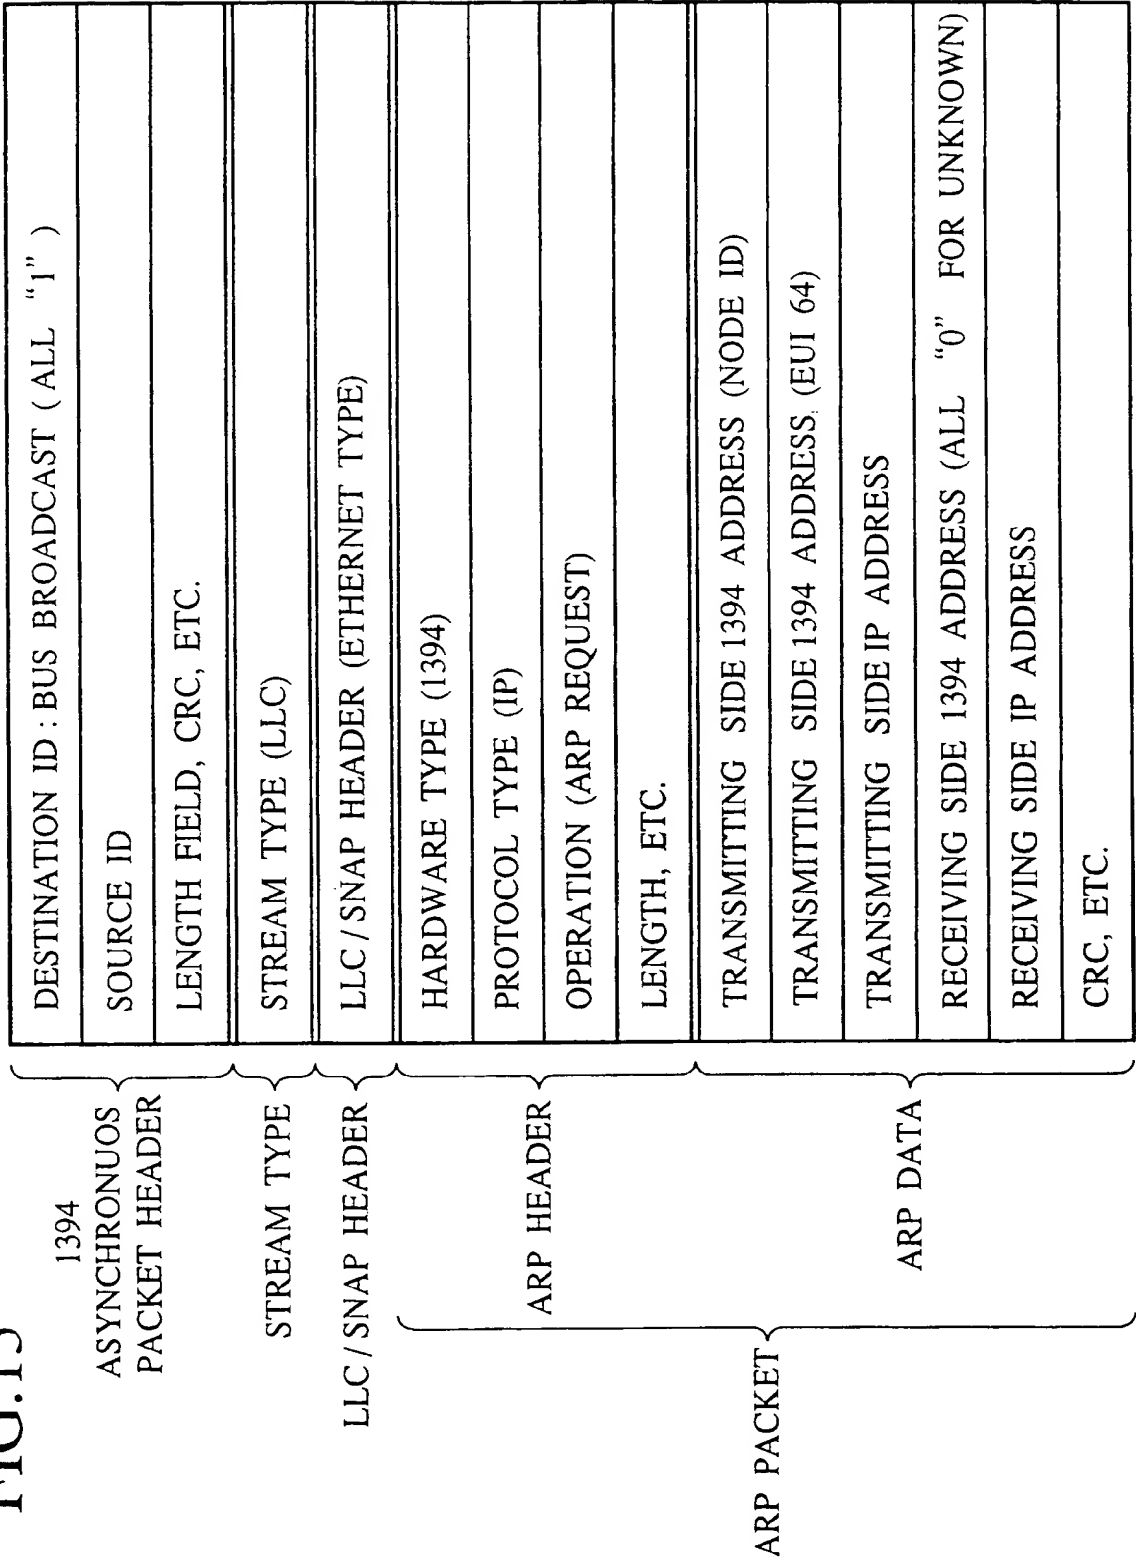 FIG.15
1394
ASYNCHRONUOS
PACKET HEADER
DESTINATION ID : BUS BROADCAST ( ALL “1” )
SOURCE ID
LENGTH FIELD, CRC, ETC.
STREAM TYPE
STREAM TYPE (LLC)
LLC / SNAP HEADER
LLC / SNAP HEADER (ETHERNET TYPE)
ARP PACKET
ARP HEADER
HARDWARE TYPE (1394)
PROTOCOL TYPE (IP)
OPERATION (ARP REQUEST)
LENGTH, ETC.
ARP DATA
TRANSMITTING SIDE 1394 ADDRESS (NODE ID)
TRANSMITTING SIDE 1394 ADDRESS (EUI 64)
TRANSMITTING SIDE IP ADDRESS
RECEIVING SIDE 1394 ADDRESS (ALL “0” FOR UNKNOWN)
RECEIVING SIDE IP ADDRESS
CRC, ETC.